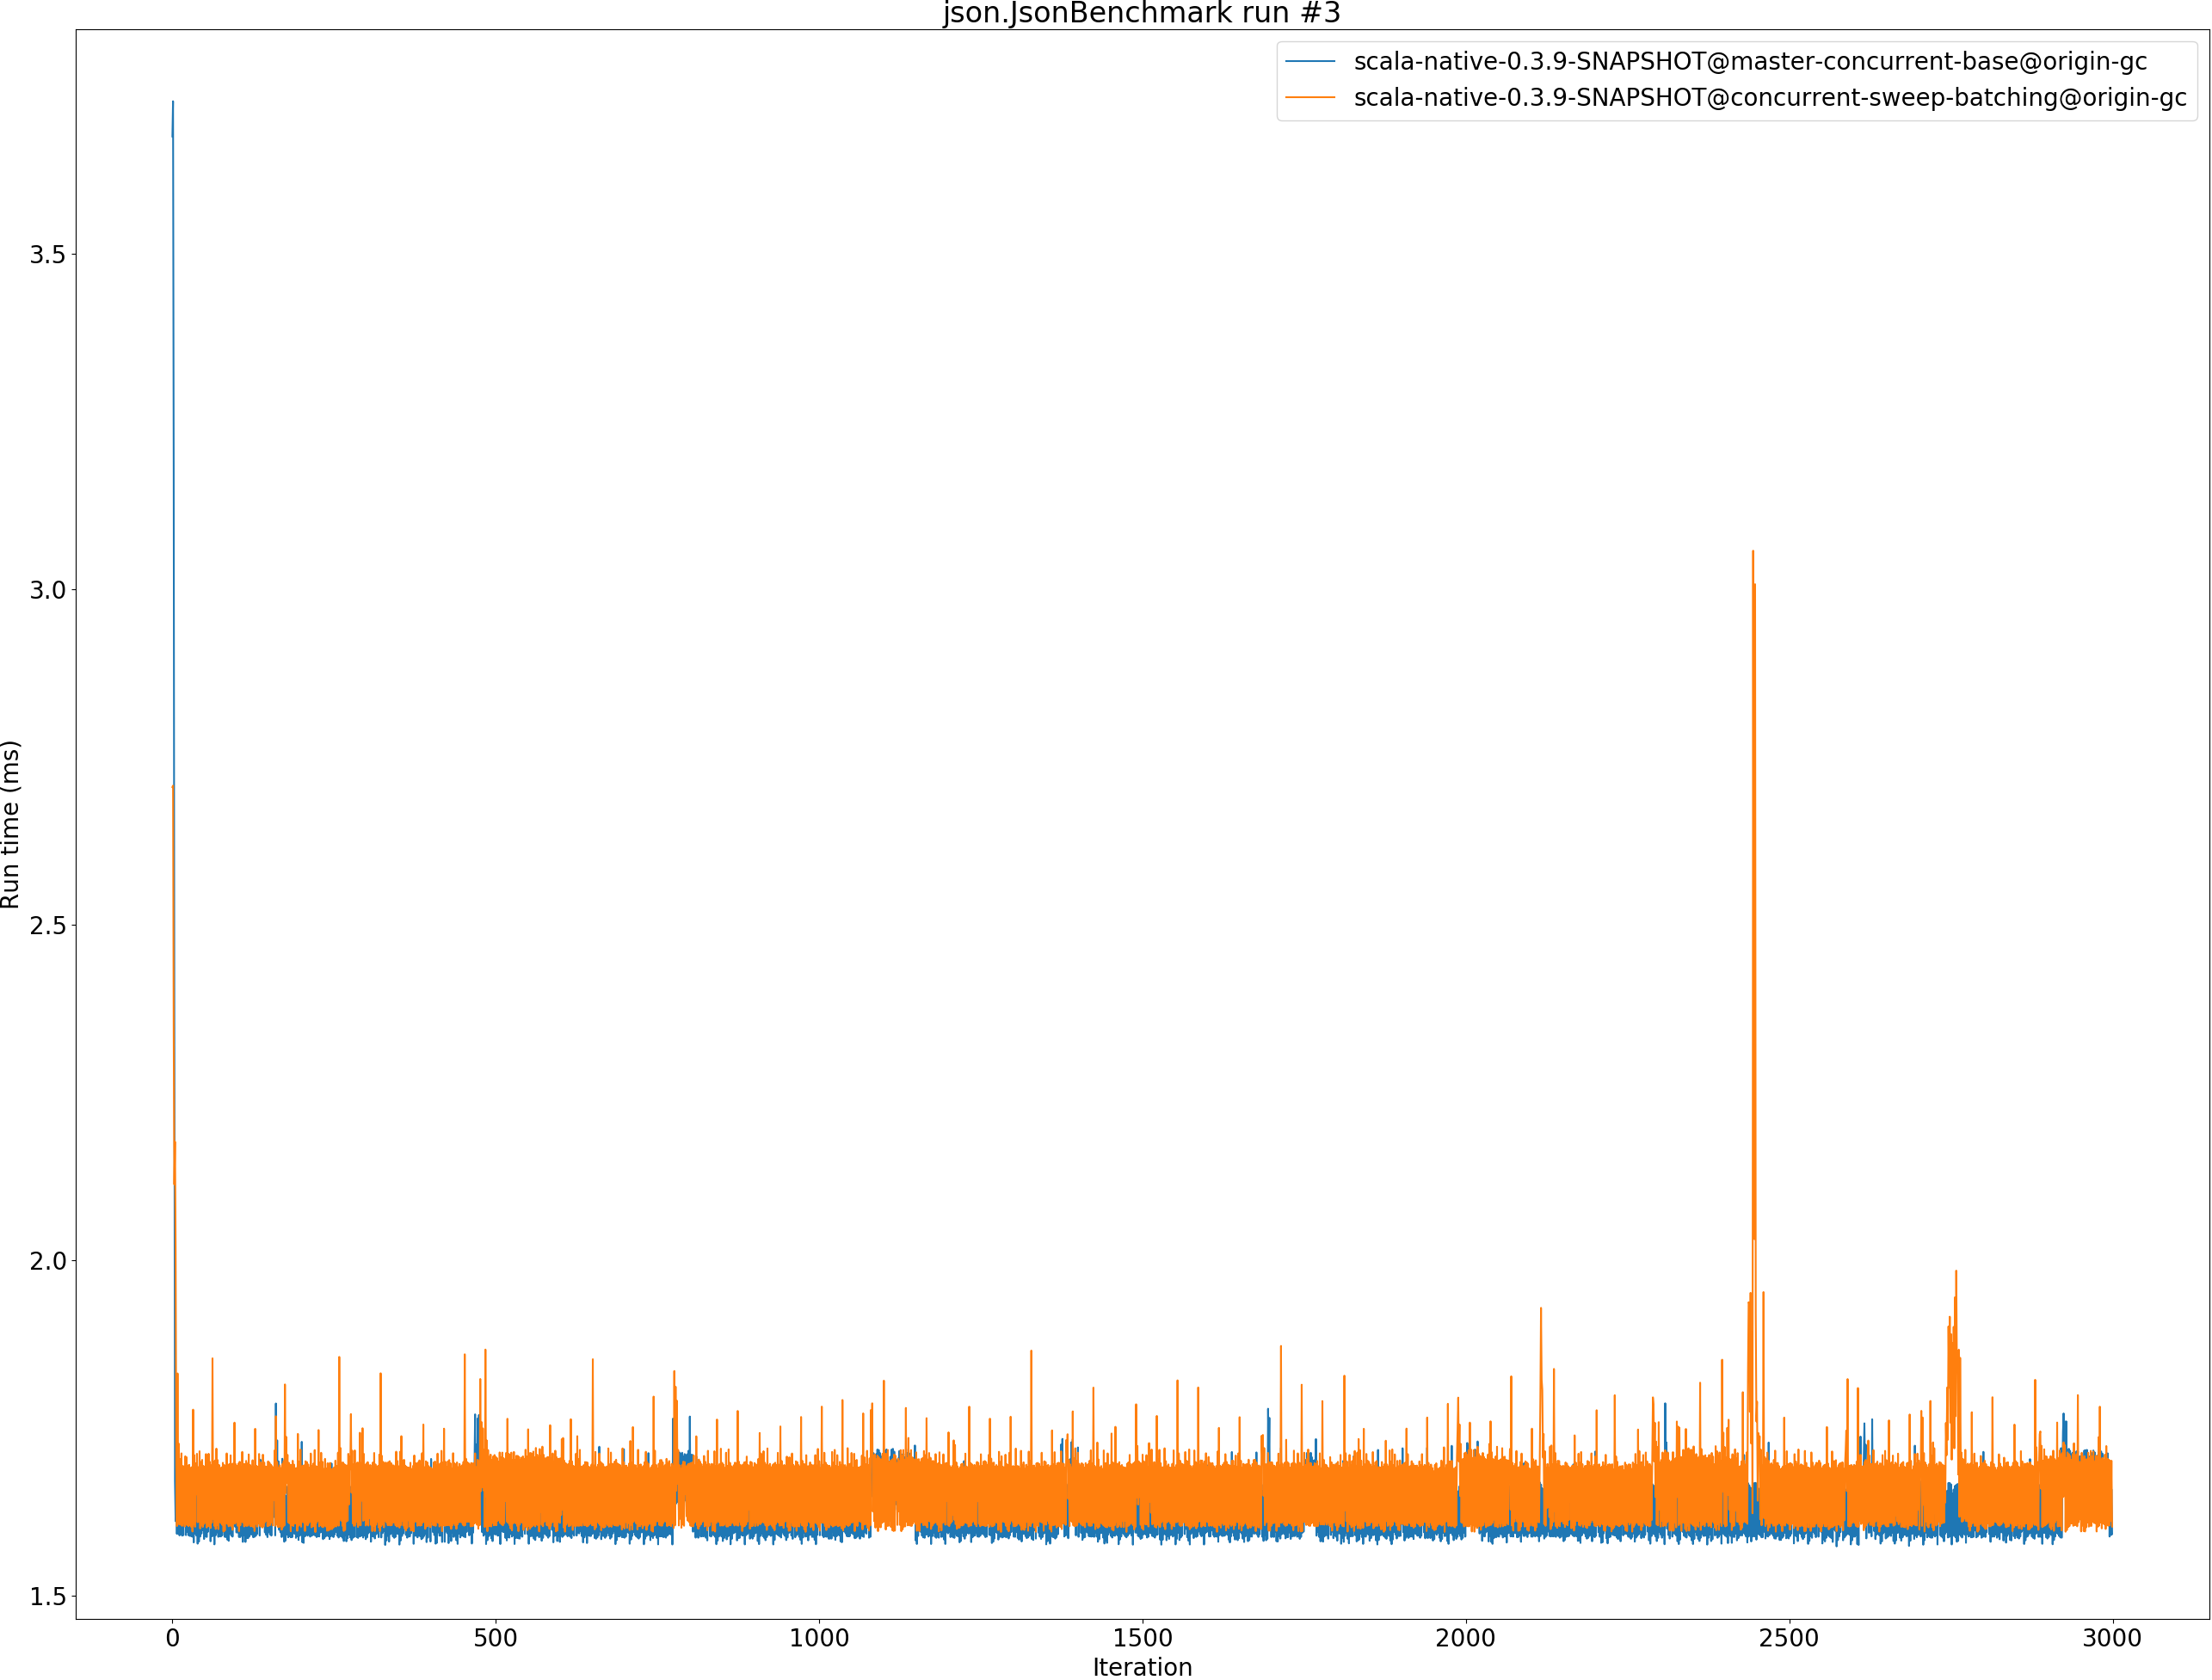 json.JsonBenchmark run #3
scala-native-0.3.9-SNAPSHOT@master-concurrent-base@origin-gc
scala-native-0.3.9-SNAPSHOT@concurrent-sweep-batching@origin-gc
Run time (ms)
3.5
3.0
2.5
2.0
1.5
0 500 1000 1500 2000 2500 3000
Iteration